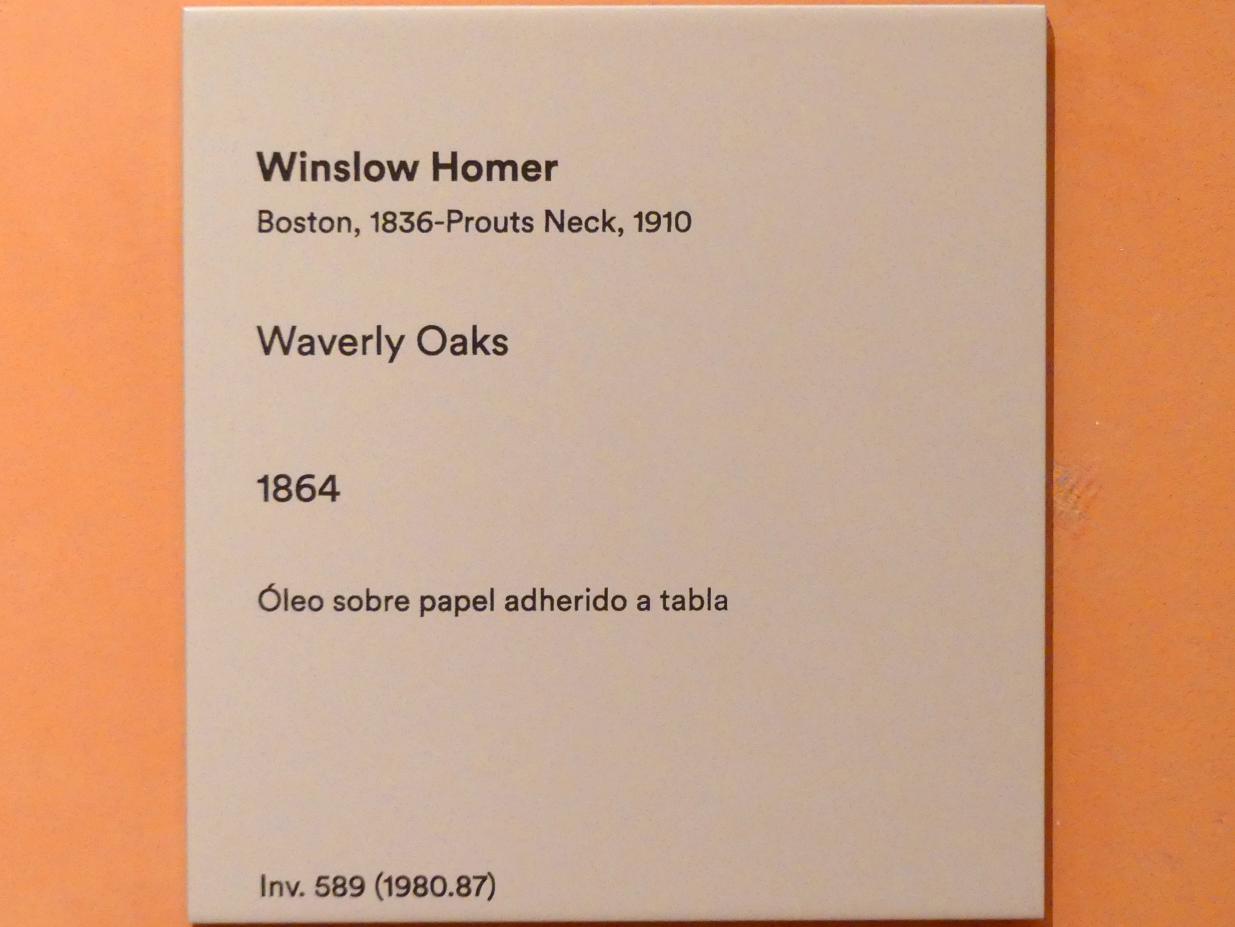 Winslow Homer
Boston, 1836-Prouts Neck, 1910
Waverly Oaks
1864
Óleo sobre papel adherido a tabla
Inv. 589 (1980.87)